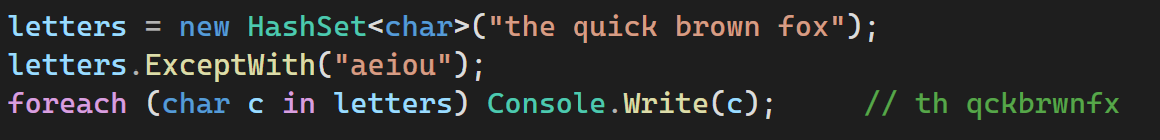 letters = new HashSet<char>("the quick brown fox");
letters.ExceptWith("aeiou");
foreach (char c in letters) Console.Write(c);     // th qckbrwnfx